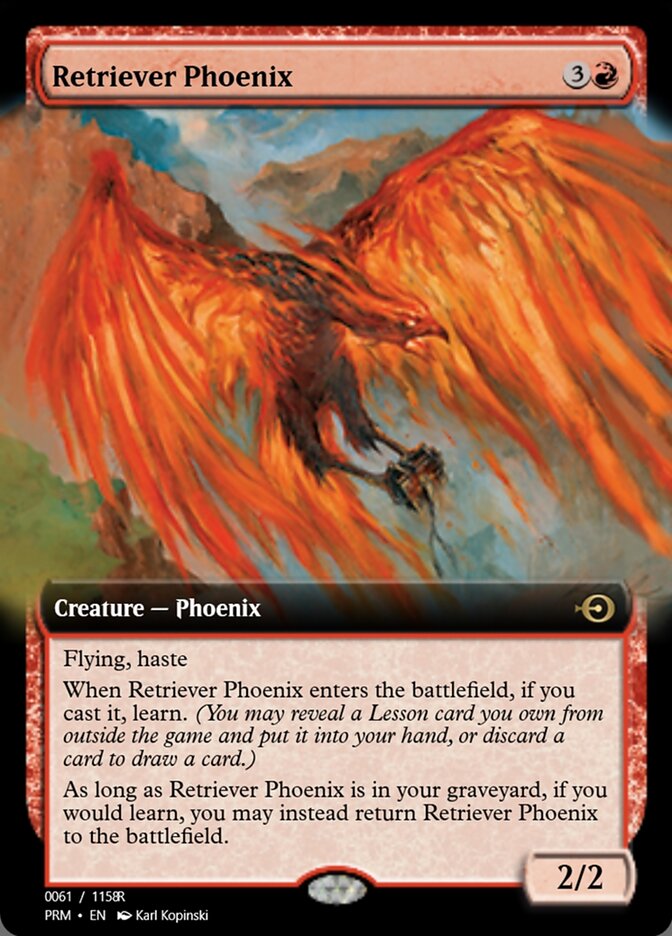 Retriever Phoenix
3
Creature — Phoenix
Flying, haste
When Retriever Phoenix enters the battlefield, if you
cast it, learn. (You may reveal a Lesson card you own from
outside the game and put it into your hand, or discard a
card to draw a card.)
As long as Retriever Phoenix is in your graveyard, if you
would learn, you may instead return Retriever Phoenix
to the battlefield.
2/2
0061 / 1158R
PRM • EN Karl Kopinski